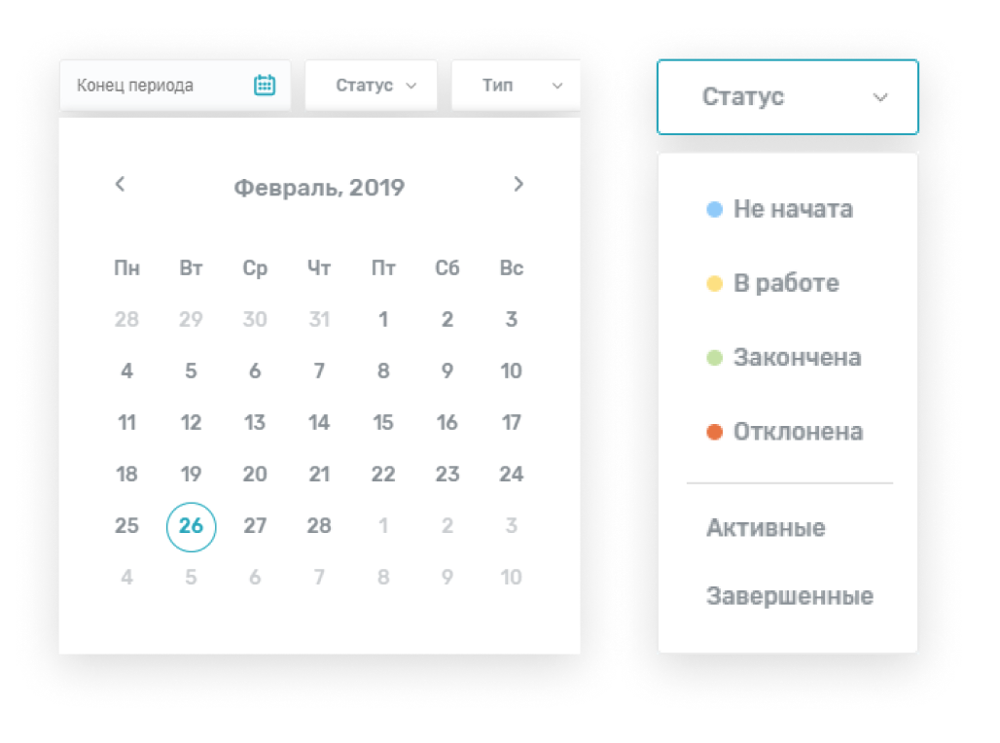 Конец периода Статус Тип
Февраль, 2019
Пн Вт Ср Чт Пт Сб Вс
28 29 30 31 1 2 3
4 5 6 7 8 9 10
11 12 13 14 15 16 17
18 19 20 21 22 23 24
25 26 27 28 1 2 3
4 5 6 7 8 9 10
Статус
Не начата
В работе
Закончена
Отклонена
Активные
Завершенные